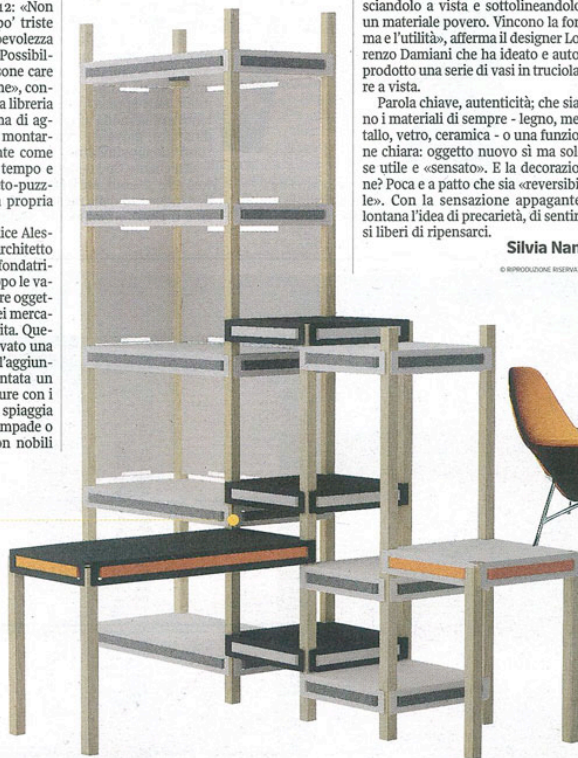 12: «Non
po' triste
evolezza
Possibil-
sone care
ne», con-
a libreria
na di ag-
montar-
nte come
tempo e
to-puzz-
propria
ice Ales-
rchitetto
fondatri-
po le va-
re ogget-
ei merca-
ita. Que-
vato una
l'aggiun-
ntata un
ure con i
spiaggia
mpade o
on nobili
sciandolo a vista e sottolineandolo
un materiale povero. Vincono la for
ma e l'utilità», afferma il designer Lo
renzo Damiani che ha ideato e auto
prodotto una serie di vasi in truciola
re a vista.
Parola chiave, autenticità; che sia
no i materiali di sempre - legno, me
tallo, vetro, ceramica - o una funzio
ne chiara: oggetto nuovo sì ma sol
se utile e «sensato». E la decorazio
ne? Poca e a patto che sia «reversibi
le». Con la sensazione appagante
lontana l'idea di precarietà, di sentir
si liberi di ripensarci.
Silvia Nan
© RIPRODUZIONE RISERVA